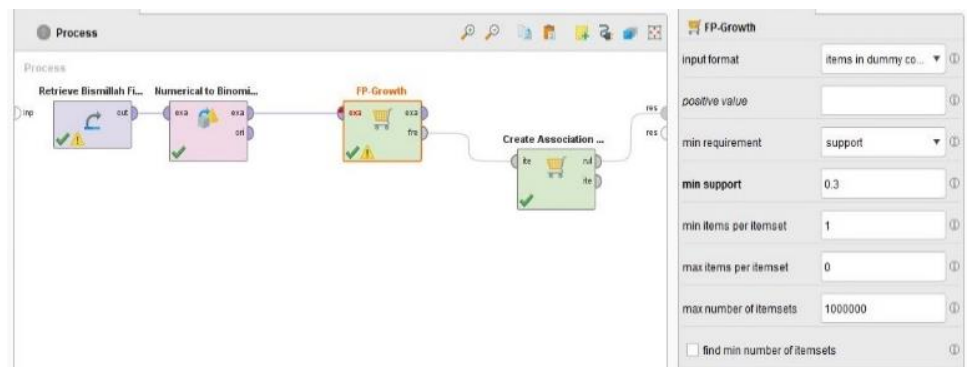 Process
Process
Retrieve Bismillah Fi...
Numerical to Binomi...
FP-Growth
inp
out
exa
exa
ori
exa
exa
fre
Create Association ...
ite
rul
ite
res
res
FP-Growth
input format
items in dummy co...
positive value
min requirement
support
min support
0.3
min items per itemset
1
max items per itemset
0
max number of itemsets
1000000
find min number of itemsets